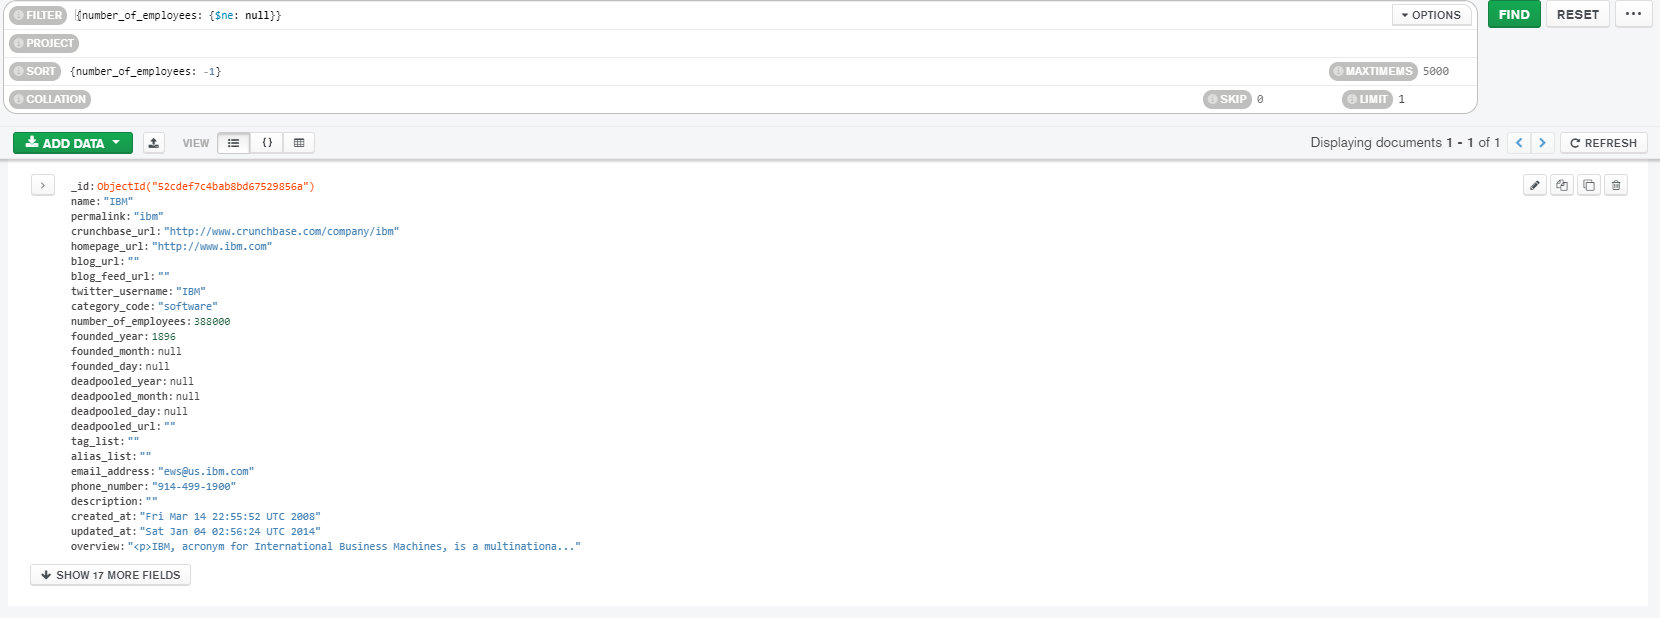 FILTER {number_of_employees: {$ne: null}} OPTIONS FIND RESET ···
PROJECT
SORT {number_of_employees: -1} MAXTIMEMS 5000
COLLATION SKIP 0 LIMIT 1
ADD DATA VIEW {} Displaying documents 1 - 1 of 1 < > REFRESH
_id: ObjectId("52cdef7c4bab8bd67529856a")
name: "IBM"
permalink: "ibm"
crunchbase_url: "http://www.crunchbase.com/company/ibm"
homepage_url: "http://www.ibm.com"
blog_url: ""
blog_feed_url: ""
twitter_username: "IBM"
category_code: "software"
number_of_employees: 388000
founded_year: 1896
founded_month: null
founded_day: null
deadpooled_year: null
deadpooled_month: null
deadpooled_day: null
deadpooled_url: ""
tag_list: ""
alias_list: ""
email_address: "ews@us.ibm.com"
phone_number: "914-499-1900"
description: ""
created_at: "Fri Mar 14 22:55:52 UTC 2008"
updated_at: "Sat Jan 04 02:56:24 UTC 2014"
overview: "<p>IBM, acronym for International Business Machines, is a multinationa..."
SHOW 17 MORE FIELDS